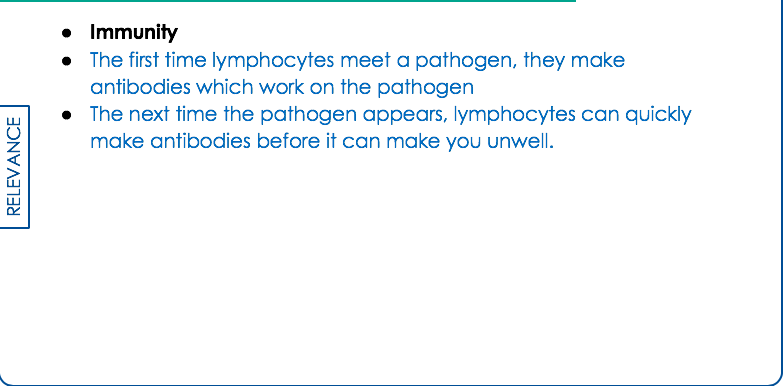 ● Immunity
● The first time lymphocytes meet a pathogen, they make
antibodies which work on the pathogen
● The next time the pathogen appears, lymphocytes can quickly
make antibodies before it can make you unwell.
RELEVANCE